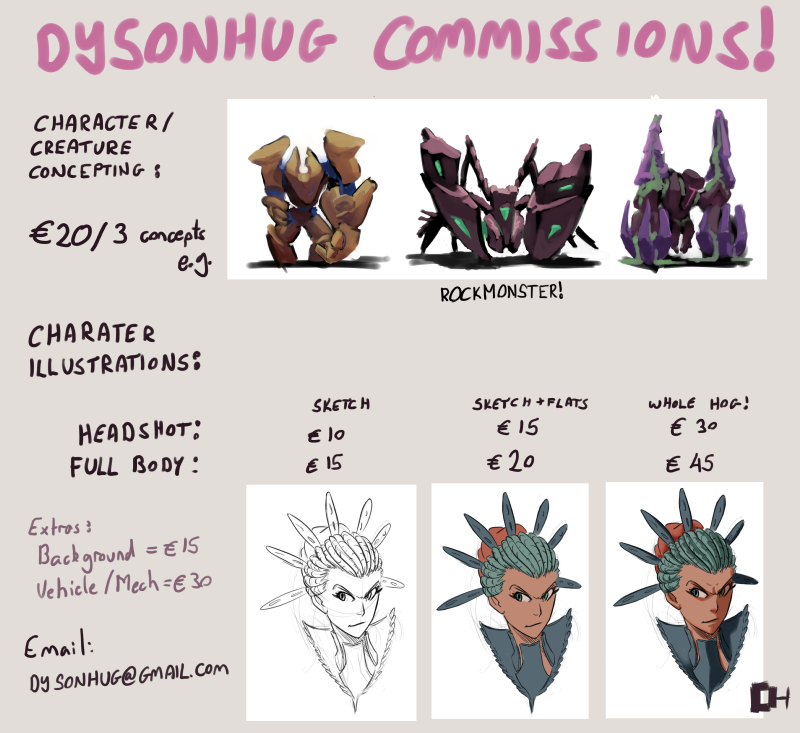 DYSONHUG COMMISSIONS!
CHARACTER/
CREATURE
CONCEPTING:
€20/3 concepts
e.g.
ROCKMONSTER!
CHARATER
ILLUSTRATIONS:
SKETCH SKETCH+FLATS WHOLE HOG!
HEADSHOT: €10 €15 €30
FULL BODY: €15 €20 €45
Extras:
Background = €15
Vehicle/Mech = €30
Email:
DYSONHUG@GMAIL.COM
DH